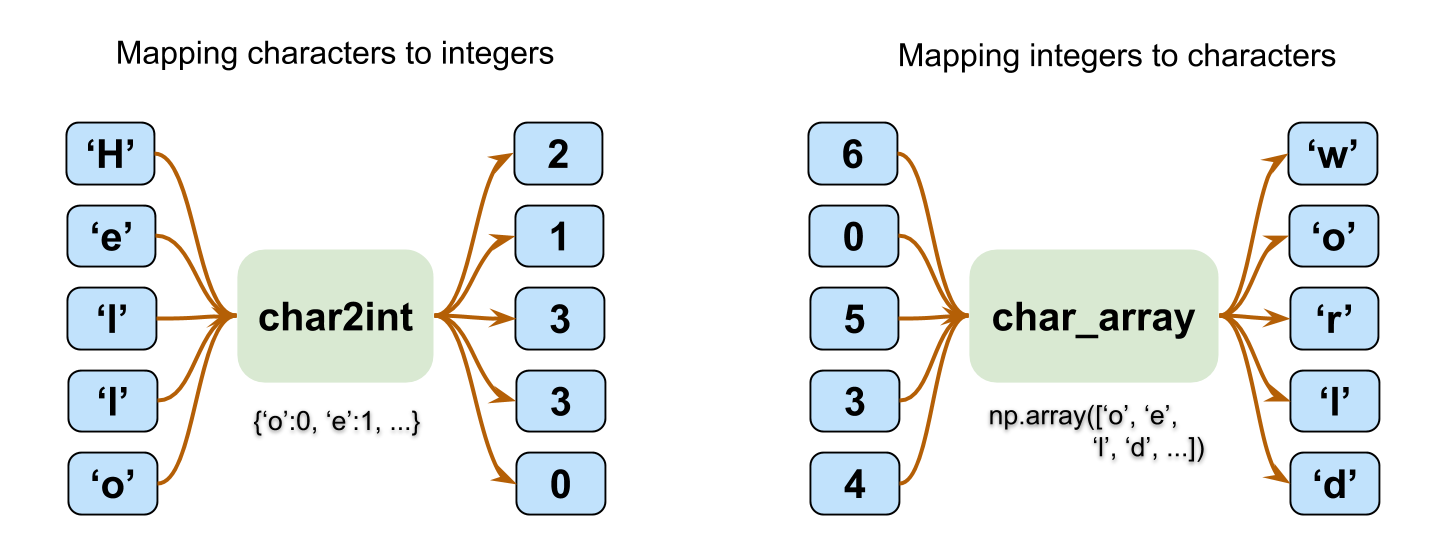 Mapping characters to integers
‘H’
‘e’
‘l’
‘l’
‘o’
char2int
{‘o’:0, ‘e’:1, ...}
2
1
3
3
0
Mapping integers to characters
6
0
5
3
4
char_array
np.array([‘o’, ‘e’,
‘l’, ‘d’, ...])
‘w’
‘o’
‘r’
‘l’
‘d’